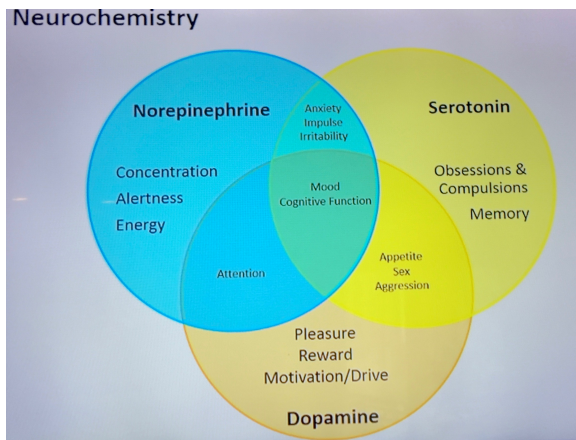 Neurochemistry
Norepinephrine
Concentration
Alertness
Energy
Anxiety
Impulse
Irritability
Serotonin
Obsessions &
Compulsions
Memory
Mood
Cognitive Function
Attention
Appetite
Sex
Aggression
Pleasure
Reward
Motivation/Drive
Dopamine